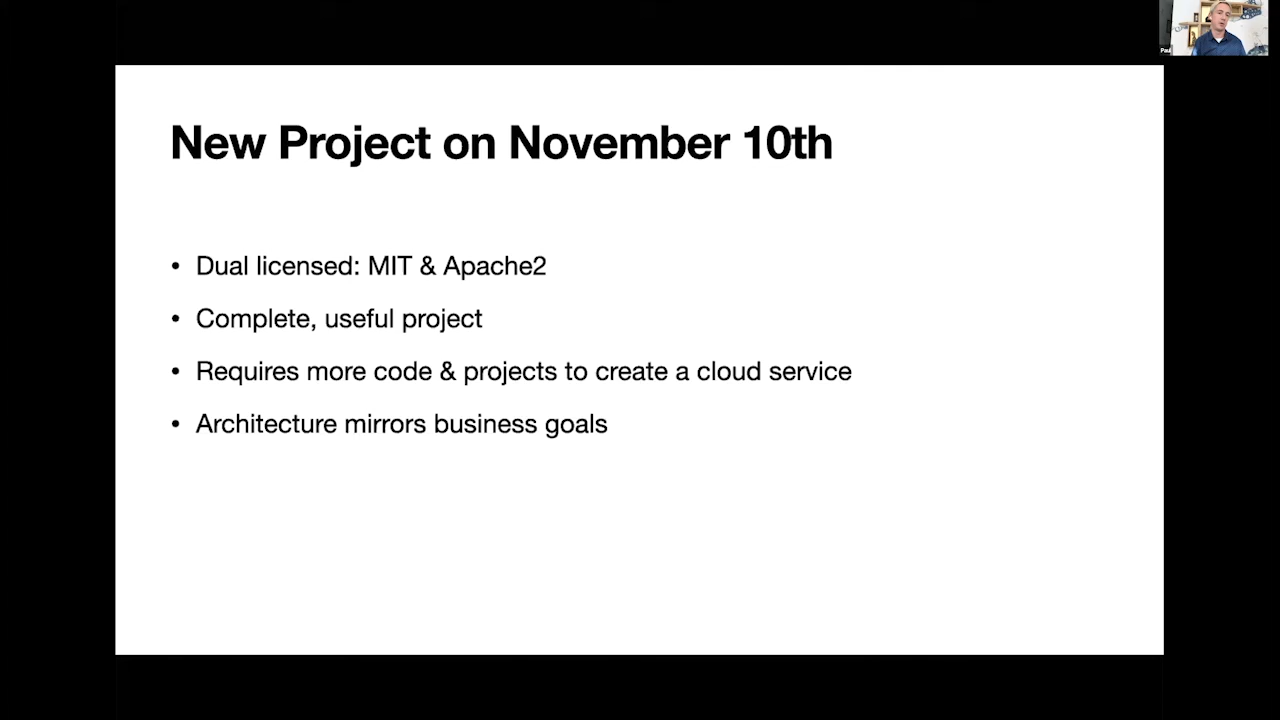 Paul
New Project on November 10th
• Dual licensed: MIT & Apache2
• Complete, useful project
• Requires more code & projects to create a cloud service
• Architecture mirrors business goals